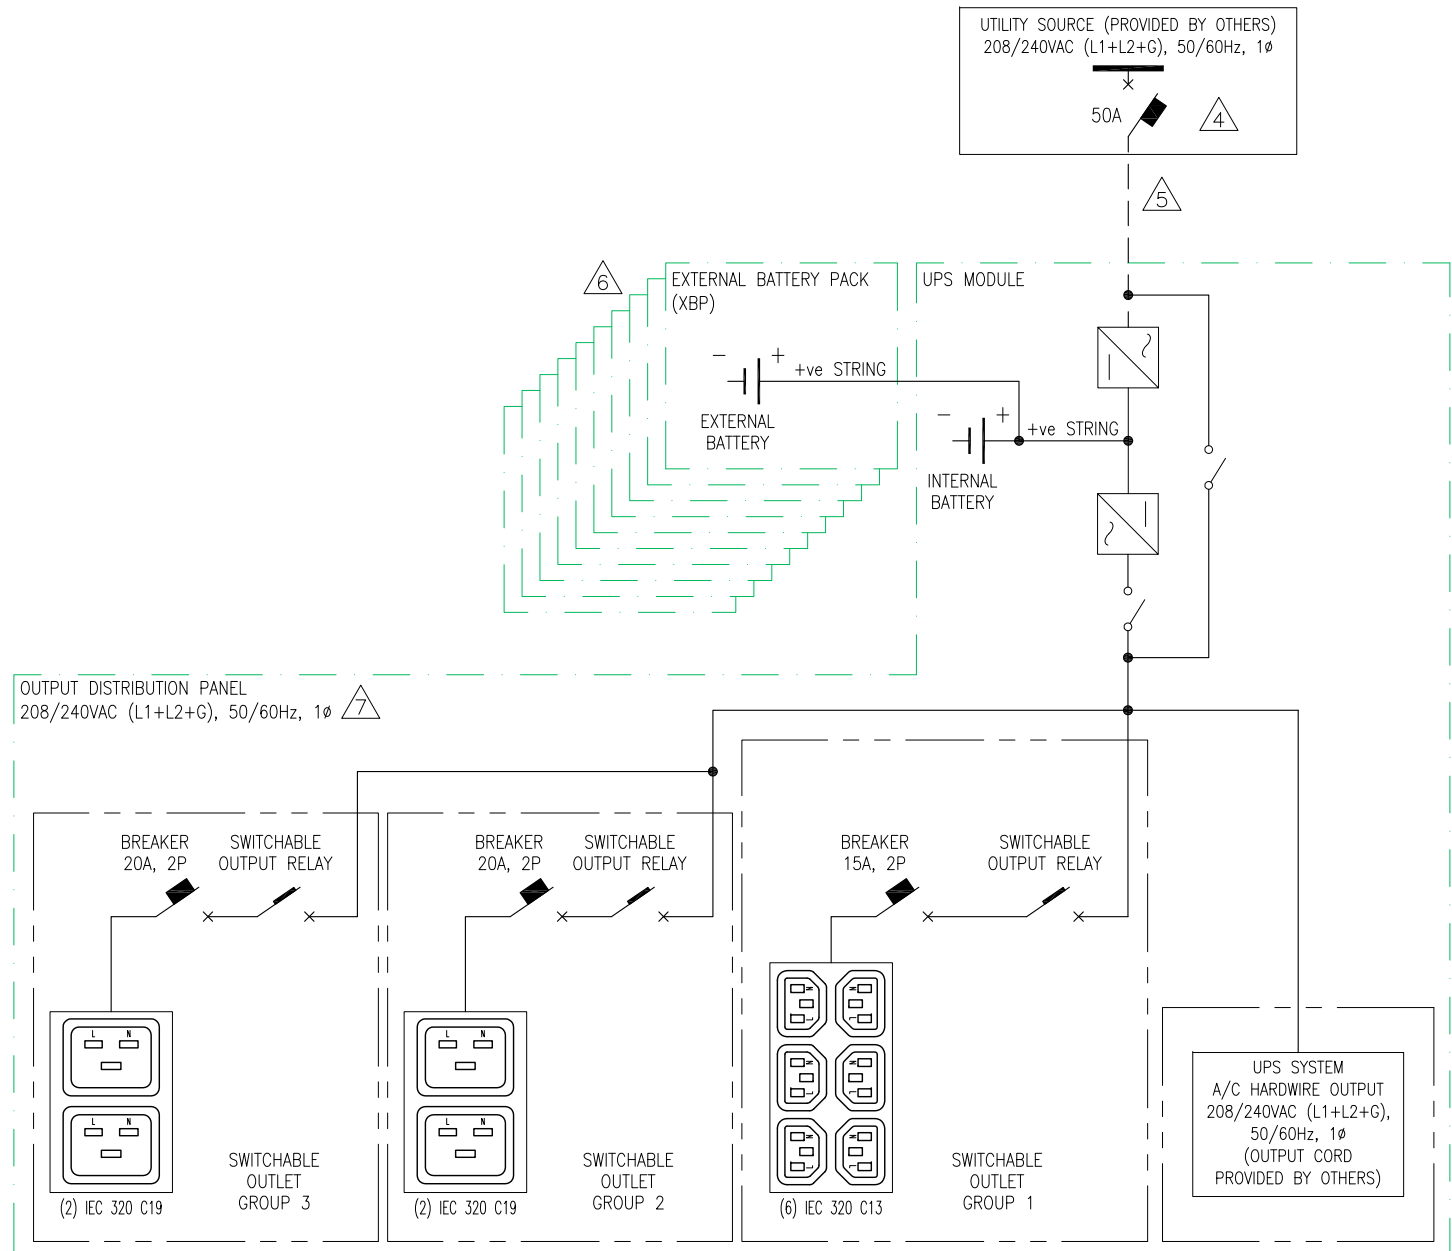 UTILITY SOURCE (PROVIDED BY OTHERS)
208/240VAC (L1+L2+G), 50/60Hz, 1ø
50A
4
5
6
EXTERNAL BATTERY PACK
(XBP)
UPS MODULE
- +
+ve STRING
EXTERNAL
BATTERY
- +
+ve STRING
INTERNAL
BATTERY
OUTPUT DISTRIBUTION PANEL
208/240VAC (L1+L2+G), 50/60Hz, 1ø
7
BREAKER
20A, 2P
SWITCHABLE
OUTPUT RELAY
L N
L N
(2) IEC 320 C19
SWITCHABLE
OUTLET
GROUP 3
BREAKER
20A, 2P
SWITCHABLE
OUTPUT RELAY
L N
L N
(2) IEC 320 C19
SWITCHABLE
OUTLET
GROUP 2
BREAKER
15A, 2P
SWITCHABLE
OUTPUT RELAY
N N
L L
N N
L L
N N
L L
(6) IEC 320 C13
SWITCHABLE
OUTLET
GROUP 1
UPS SYSTEM
A/C HARDWIRE OUTPUT
208/240VAC (L1+L2+G),
50/60Hz, 1ø
(OUTPUT CORD
PROVIDED BY OTHERS)